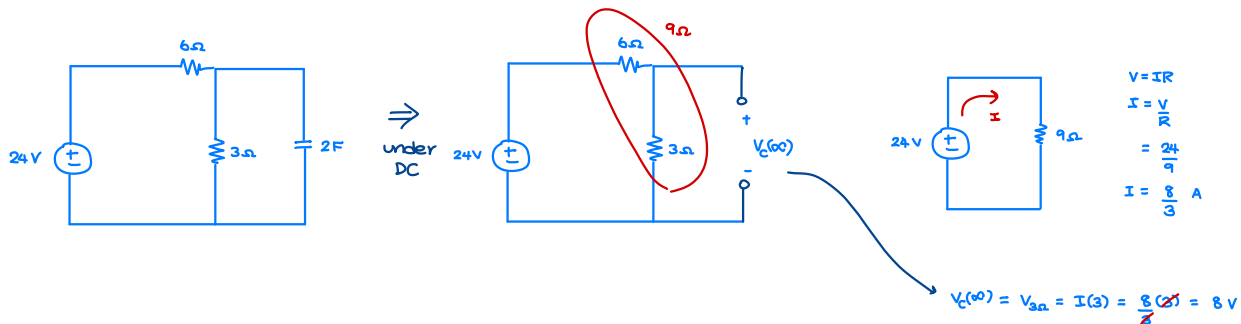 6Ω
24V
3Ω
2F
⇒
under
DC
9Ω
6Ω
24V
3Ω
+
Vc(∞)
-
24V
I
9Ω
V = IR
I = V/R
= 24/9
I = 8/3 A
Vc(∞) = V3Ω = I(3) = 8/3 (3) = 8 V